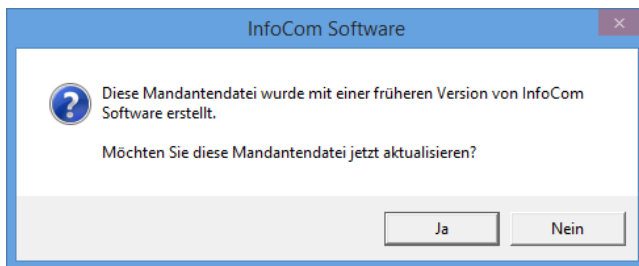 InfoCom Software
Diese Mandantendatei wurde mit einer früheren Version von InfoCom
Software erstellt.
Möchten Sie diese Mandantendatei jetzt aktualisieren?
Ja
Nein